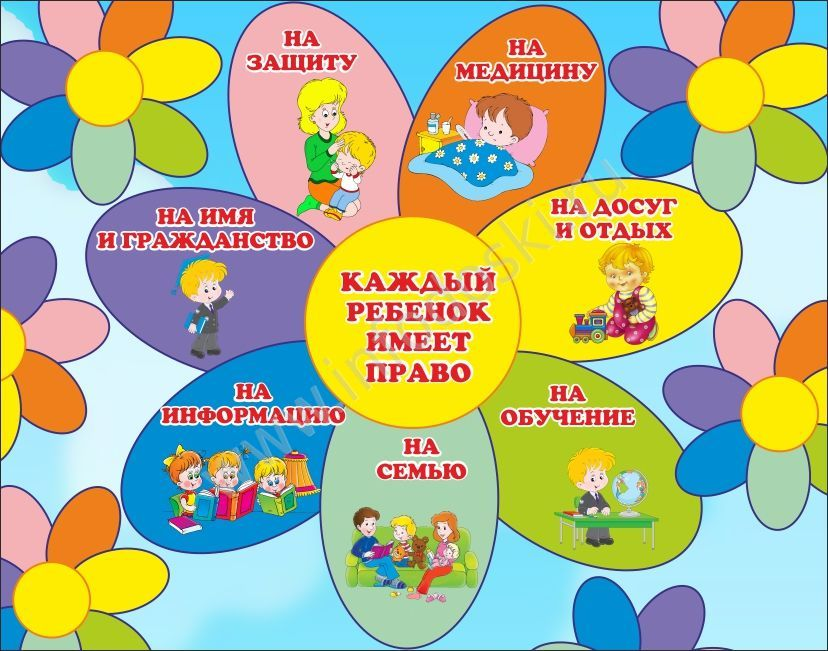 НА
ЗАЩИТУ
НА
МЕДИЦИНУ
НА ИМЯ
И ГРАЖДАНСТВО
НА ДОСУГ
И ОТДЫХ
КАЖДЫЙ
РЕБЕНОК
ИМЕЕТ
ПРАВО
НА
ИНФОРМАЦИЮ
НА
ОБУЧЕНИЕ
НА
СЕМЬЮ